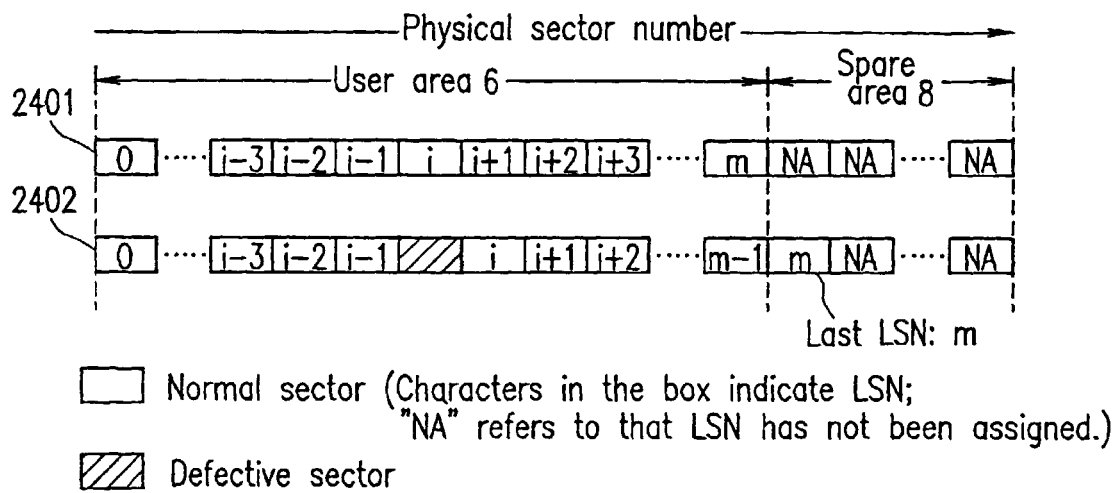 Physical sector number
User area 6
Spare area 8
2401
0 ····· i-3 i-2 i-1 i i+1 i+2 i+3 ····· m NA NA ····· NA
2402
0 ····· i-3 i-2 i-1 i i+1 i+2 ····· m-1 m NA ····· NA
Last LSN: m
Normal sector (Characters in the box indicate LSN;
"NA" refers to that LSN has not been assigned.)
Defective sector